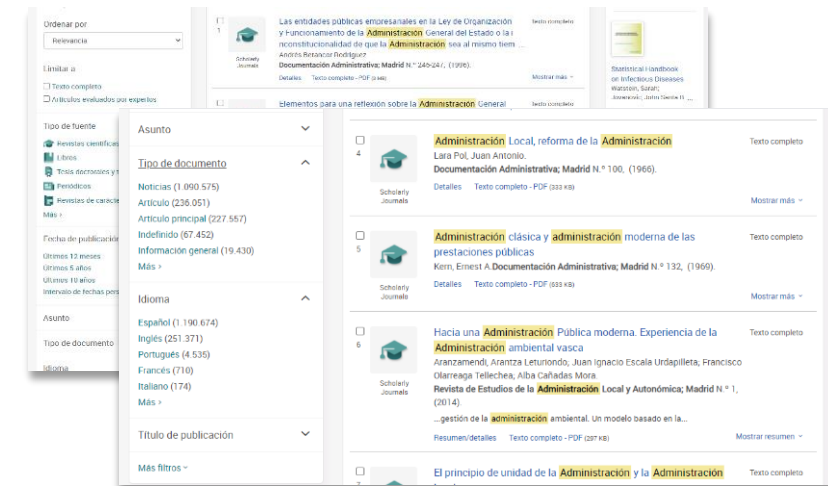 Ordenar por
Relevancia
Limitar a
Texto completo
Artículos evaluados por expertos
Tipo de fuente
Revistas científicas
Libros
Tesis doctorales y
Periódicos
Revistas de carácte
Más ›
Fecha de publicación
Últimos 12 meses
Últimos 5 años
Últimos 10 años
Intervalo de fechas pers
Asunto
Tipo de documento
Idioma
1
Scholarly
Journals
Las entidades públicas empresariales en la Ley de Organización
y Funcionamiento de la Administración General del Estado o la i
nconstitucionalidad de que la Administración sea al mismo tiem ...
Andrés Betancor Rodríguez.
Documentación Administrativa; Madrid N.º 246-247, (1996).
Detalles Texto completo - PDF
Mostrar más
Texto completo
Elementos para una reflexión sobre la Administración General
Texto completo
Statistical Handbook
on Infectious Diseases
Watstein, Sarah;
Asunto
Tipo de documento
Noticias (1.090.575)
Artículo (236.051)
Artículo principal (227.557)
Indefinido (67.452)
Información general (19.430)
Más ›
Idioma
Español (1.190.674)
Inglés (251.371)
Portugués (4.535)
Francés (710)
Italiano (174)
Más ›
Título de publicación
Más filtros
4
Scholarly
Journals
Administración Local, reforma de la Administración
Lara Pol, Juan Antonio.
Documentación Administrativa; Madrid N.º 100, (1966).
Detalles Texto completo - PDF (333 KB)
Texto completo
Mostrar más
5
Scholarly
Journals
Administración clásica y administración moderna de las
prestaciones públicas
Kern, Ernest A.Documentación Administrativa; Madrid N.º 132, (1969).
Detalles Texto completo - PDF (633 KB)
Texto completo
Mostrar más
6
Scholarly
Journals
Hacia una Administración Pública moderna. Experiencia de la
Administración ambiental vasca
Aranzamendi, Arantza Leturiondo; Juan Ignacio Escala Urdapilleta; Francisco
Olarreaga Tellechea; Alba Cañadas Mora.
Revista de Estudios de la Administración Local y Autonómica; Madrid N.º 1,
(2014).
...gestión de la administración ambiental. Un modelo basado en la...
Resumen/detalles Texto completo - PDF (297 KB)
Texto completo
Mostrar resumen
El principio de unidad de la Administración y la Administración
Texto completo